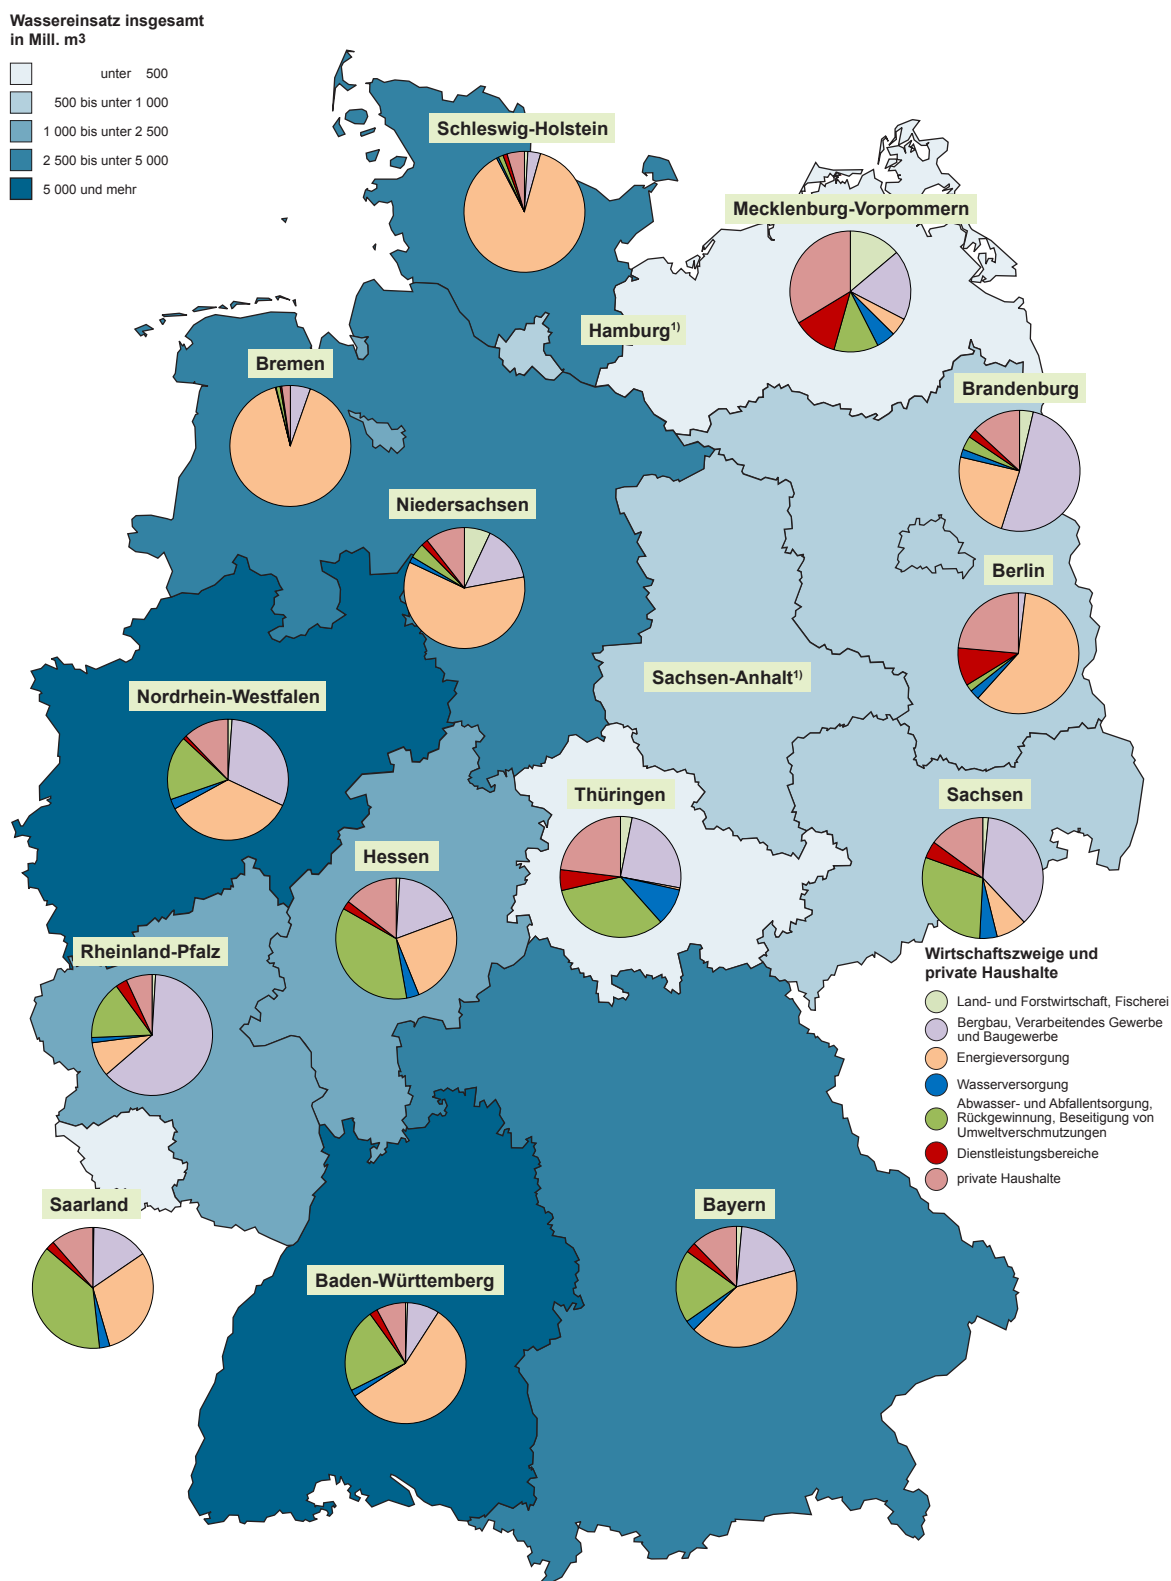 Wassereinsatz insgesamt
in Mill. m³
unter 500
500 bis unter 1 000
1 000 bis unter 2 500
2 500 bis unter 5 000
5 000 und mehr
Schleswig-Holstein
Mecklenburg-Vorpommern
Hamburg¹⁾
Bremen
Brandenburg
Niedersachsen
Berlin
Sachsen-Anhalt¹⁾
Nordrhein-Westfalen
Thüringen
Sachsen
Hessen
Rheinland-Pfalz
Wirtschaftszweige und
private Haushalte
Land- und Forstwirtschaft, Fischerei
Bergbau, Verarbeitendes Gewerbe
und Baugewerbe
Energieversorgung
Wasserversorgung
Abwasser- und Abfallentsorgung,
Rückgewinnung, Beseitigung von
Umweltverschmutzungen
Dienstleistungsbereiche
private Haushalte
Saarland
Bayern
Baden-Württemberg